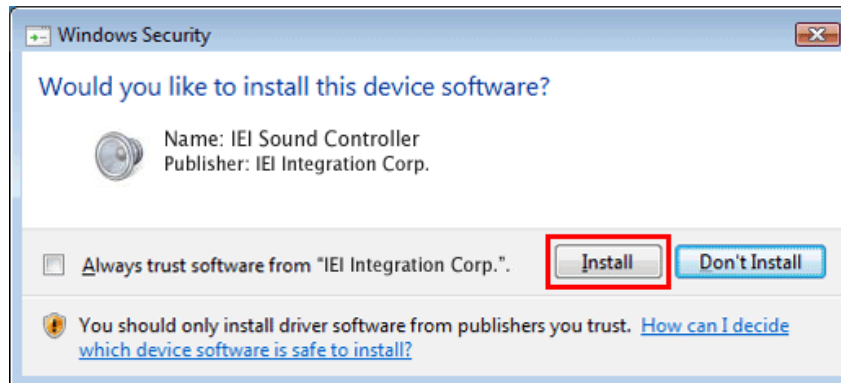 Windows Security
Would you like to install this device software?
Name: IEI Sound Controller
Publisher: IEI Integration Corp.
Always trust software from "IEI Integration Corp.".
Install
Don't Install
You should only install driver software from publishers you trust. How can I decide
which device software is safe to install?